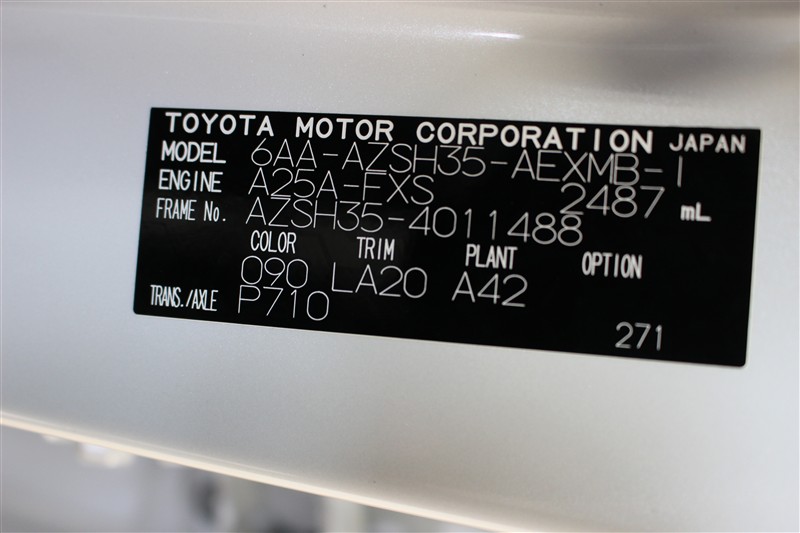 TOYOTA MOTOR CORPORATION JAPAN
MODEL 6AA-AZSH35-AEXMB-I
ENGINE A25A-FXS 2487 mL
FRAME No. AZSH35-4011488
COLOR TRIM PLANT OPTION
090 LA20 A42
TRANS./AXLE P710
271